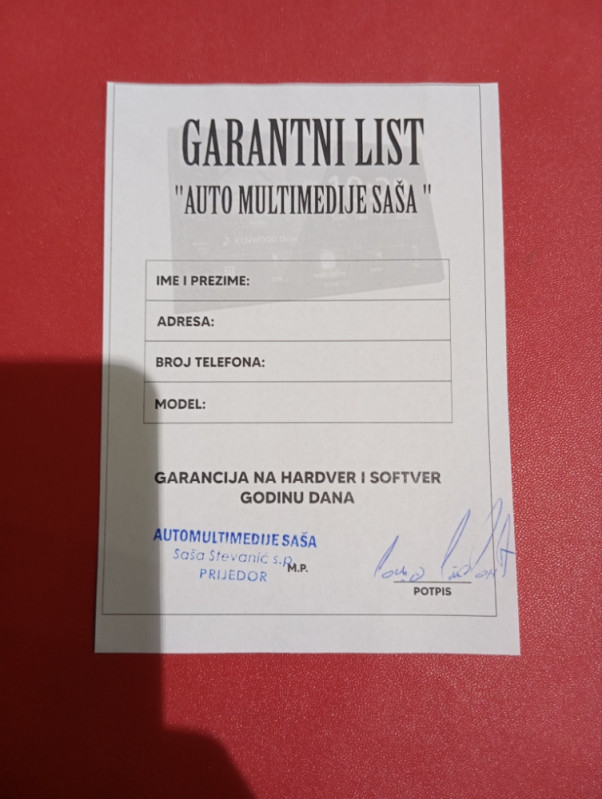 GARANTNI LIST
"AUTO MULTIMEDIJE SAŠA "
IME I PREZIME:
ADRESA:
BROJ TELEFONA:
MODEL:
GARANCIJA NA HARDVER I SOFTVER
GODINU DANA
AUTOMULTIMEDIJE SAŠA
Saša Stevanić s.p.
PRIJEDOR
M.P.
POTPIS